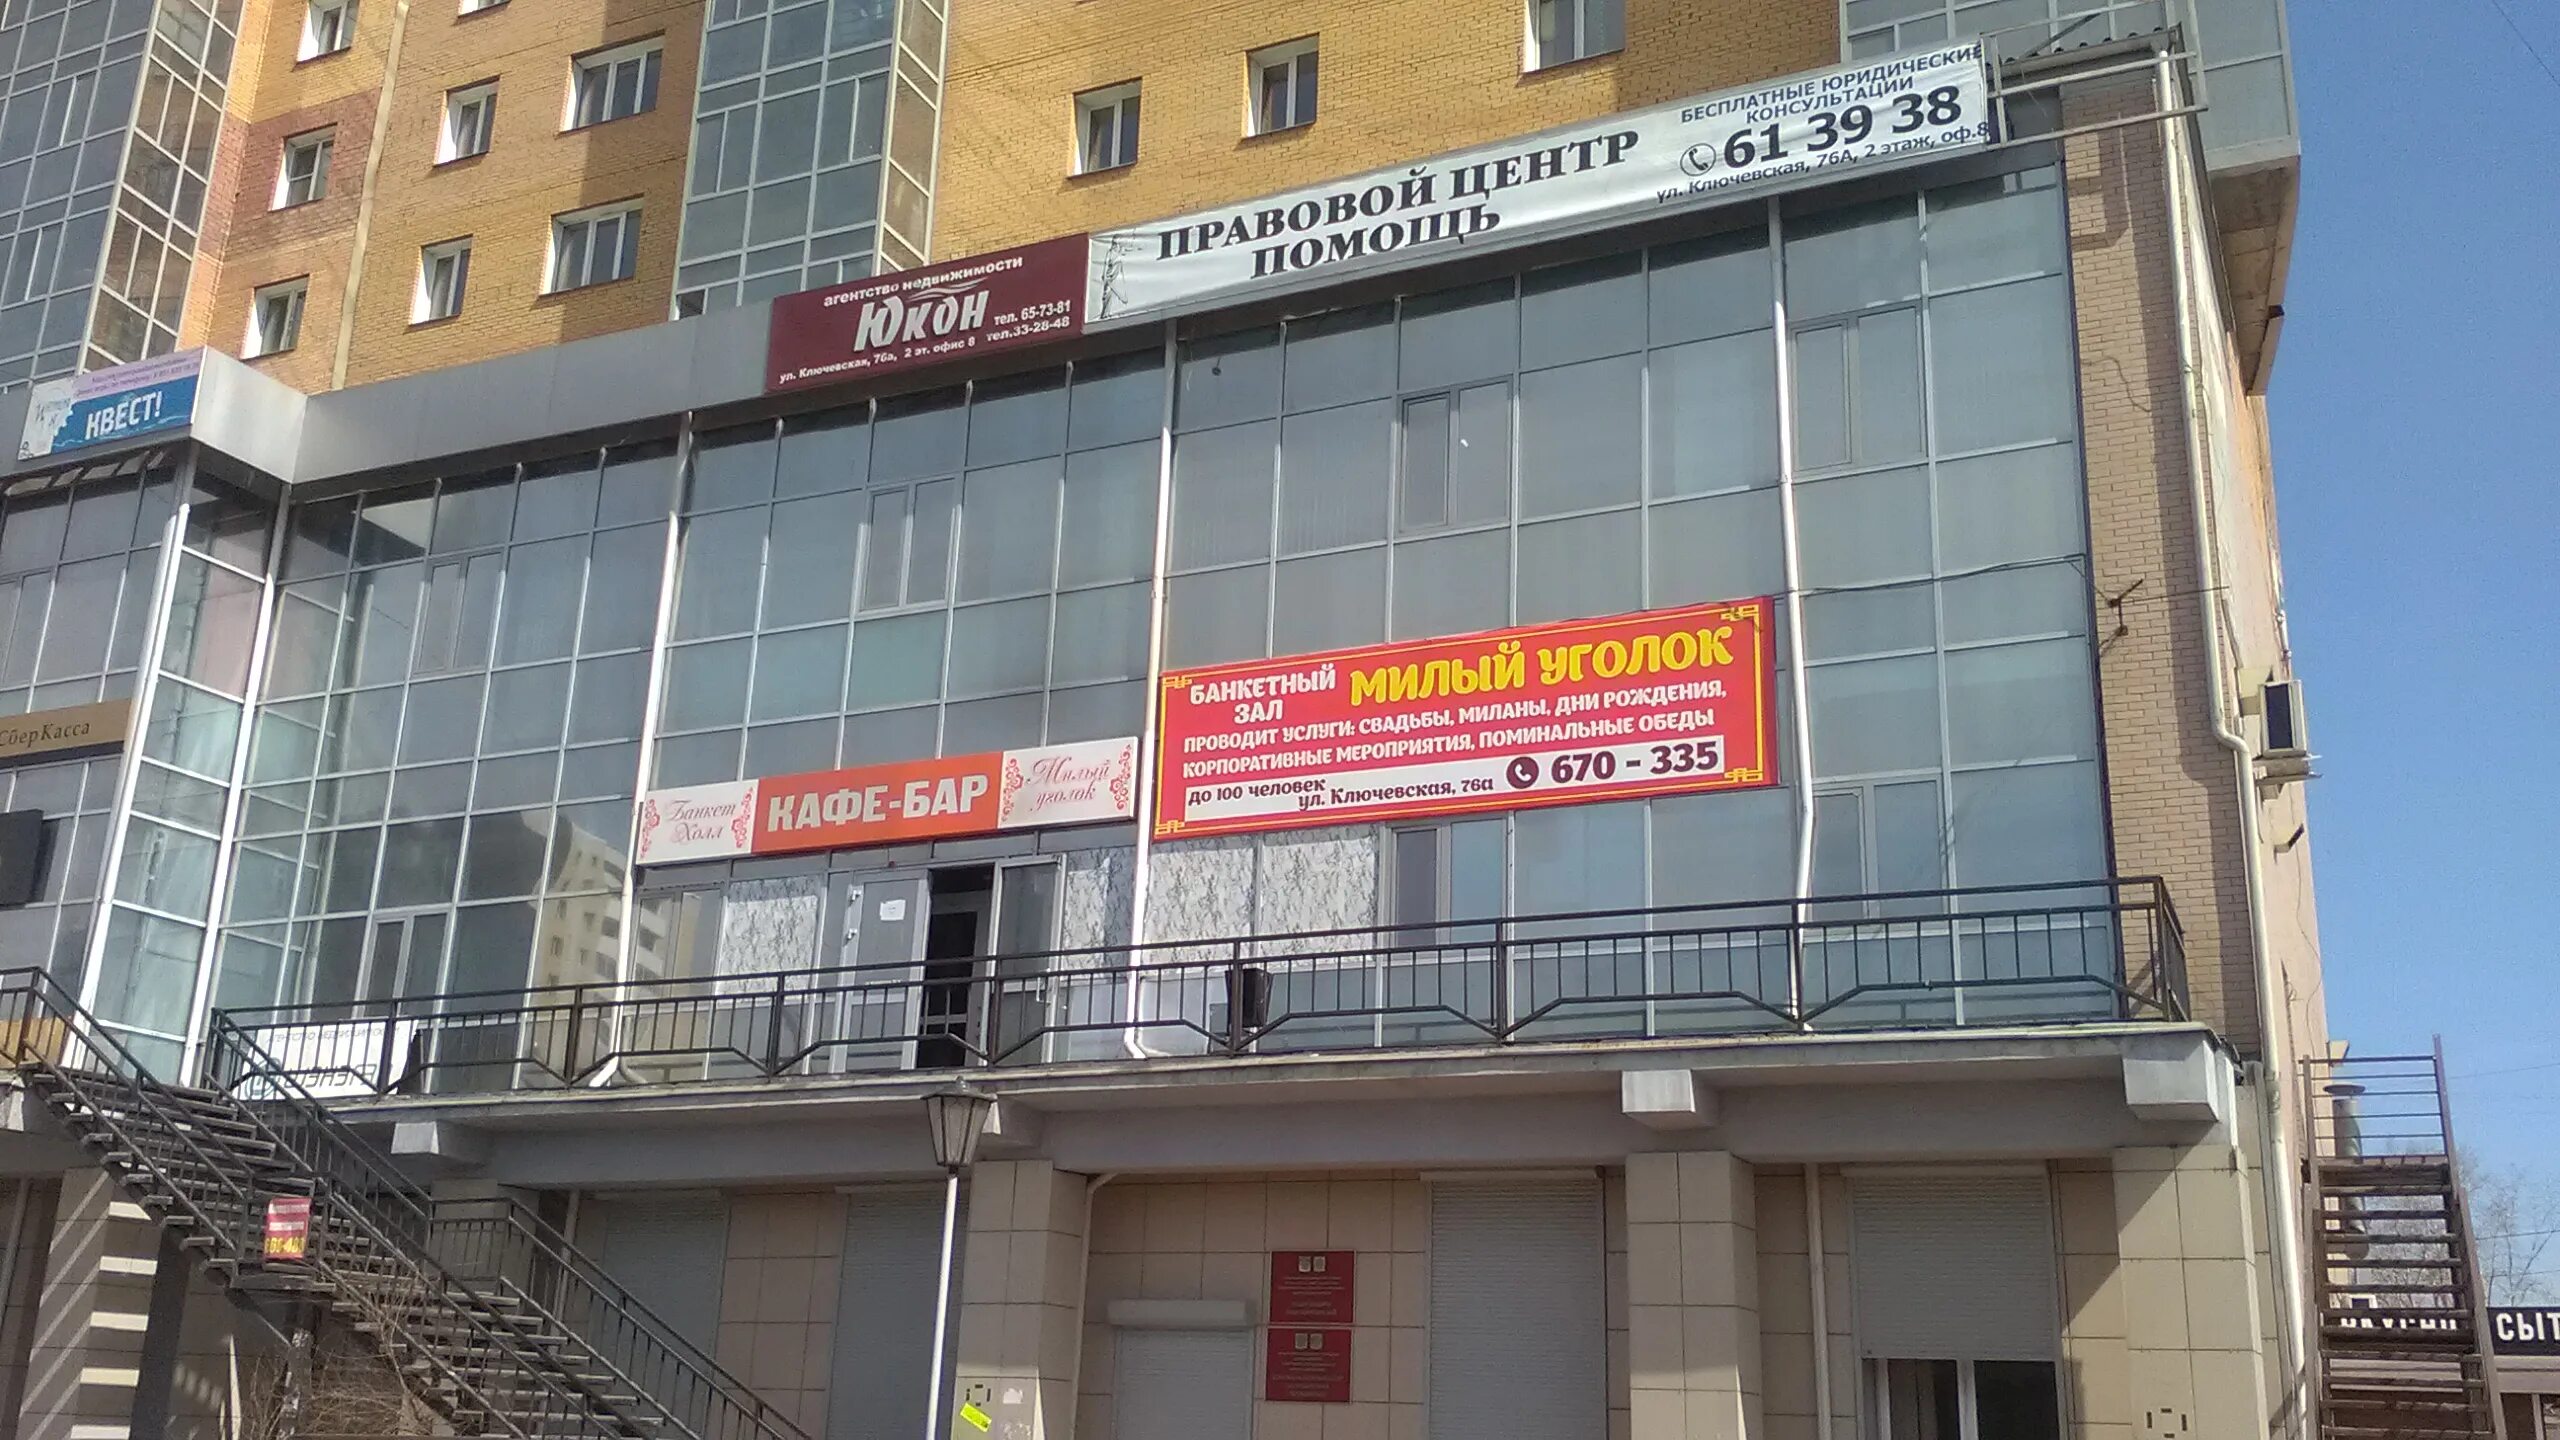 ПРАВОВОЙ ЦЕНТР
ПОМОЩЬ
БЕСПЛАТНЫЕ ЮРИДИЧЕСКИЕ
КОНСУЛЬТАЦИИ
61 39 38
ул. Ключевская, 76А, 2 этаж, оф.8
агентство недвижимости
Юкон
тел. 65-73-81
тел.33-28-48
ул. Ключевская, 76а, 2 эт. офис 8
КВЕСТ!
СберКасса
БАНКЕТНЫЙ
ЗАЛ
МИЛЫЙ УГОЛОК
ПРОВОДИТ УСЛУГИ: СВАДЬБЫ, МИЛАНЫ, ДНИ РОЖДЕНИЯ,
КОРПОРАТИВНЫЕ МЕРОПРИЯТИЯ, ПОМИНАЛЬНЫЕ ОБЕДЫ
ДО 100 ЧЕЛОВЕК
ул. Ключевская, 76а
670 - 335
Банкет
Холл
КАФЕ-БАР
Милый
уголок
АГЕНТСТВО НЕДВИЖИМОСТИ
СЫТ